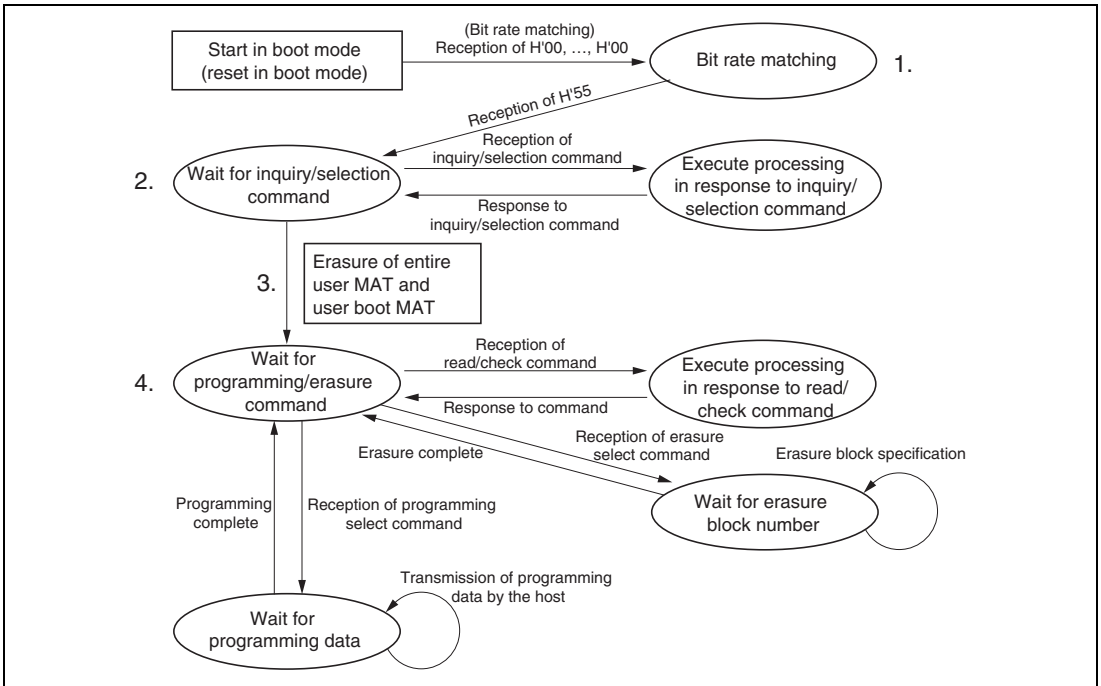 Start in boot mode
(reset in boot mode)
(Bit rate matching)
Reception of H'00, ..., H'00
Bit rate matching
1.
Reception of H'55
2.
Wait for inquiry/selection
command
Reception of
inquiry/selection command
Response to
inquiry/selection command
Execute processing
in response to inquiry/
selection command
3.
Erasure of entire
user MAT and
user boot MAT
4.
Wait for
programming/erasure
command
Reception of
read/check command
Response to command
Execute processing
in response to read/
check command
Erasure complete
Reception of erasure
select command
Erasure block specification
Wait for erasure
block number
Programming
complete
Reception of programming
select command
Transmission of programming
data by the host
Wait for
programming data